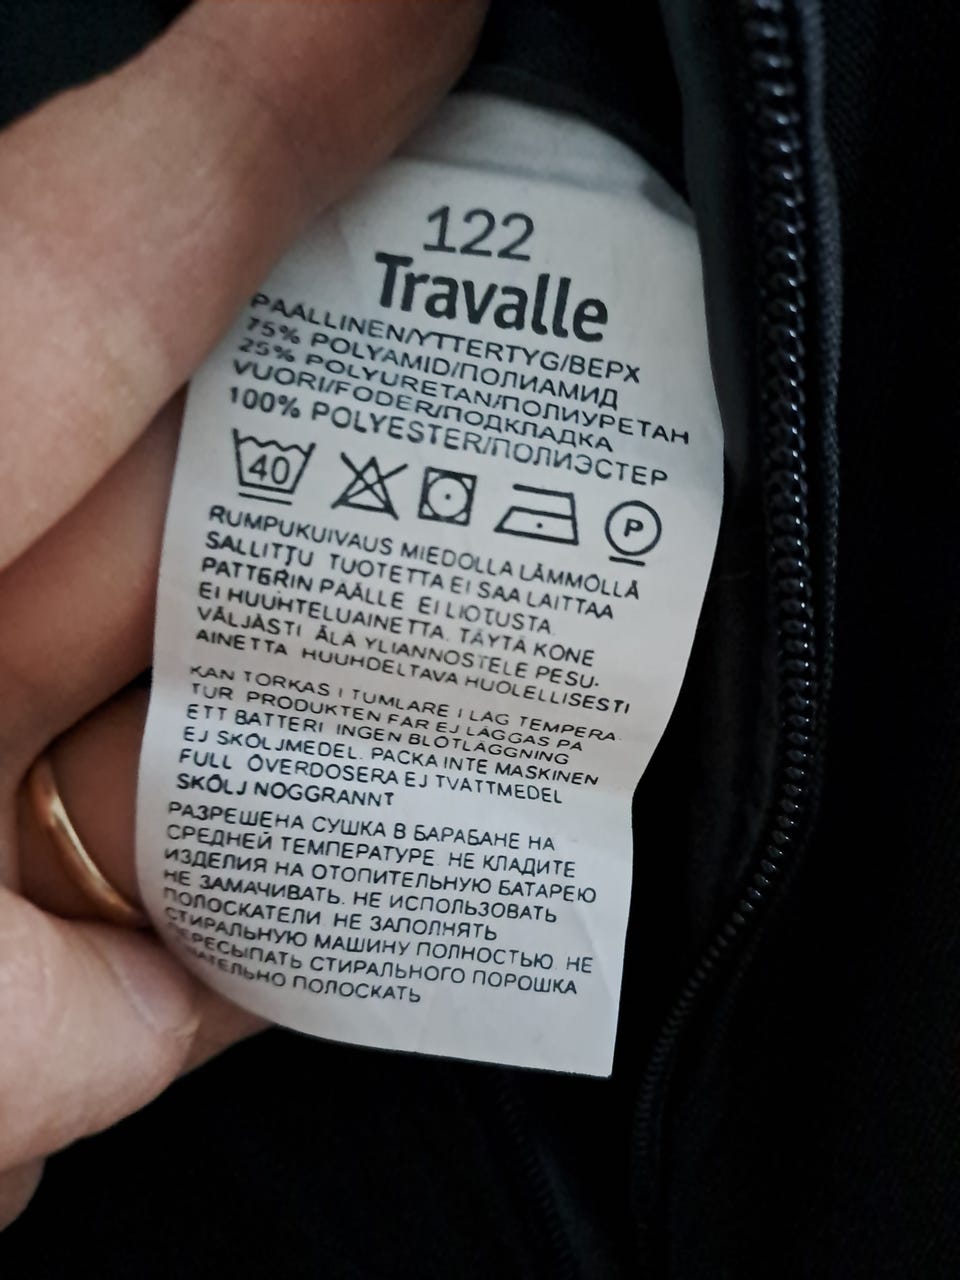 122
Travalle
PÄÄLLINEN/YTTERTYG/ВЕРХ
75% POLYAMID/ПОЛИАМИД
25% POLYURETAN/ПОЛИУРЕТАН
VUORI/FODER/ПОДКЛАДКА
100% POLYESTER/ПОЛИЭСТЕР
40 P
RUMPUKUIVAUS MIEDOLLA LÄMMÖLLÄ
SALLITTU TUOTETTA EI SAA LAITTAA
PATTERIN PÄÄLLE EI LIOTUSTA.
EI HUUHTELUAINETTA. TÄYTÄ KONE
VÄLJÄSTI ÄLÄ YLIANNOSTELE PESU-
AINETTA HUUHDELTAVA HUOLELLISESTI
KAN TORKAS I TUMLARE I LÅG TEMPERA-
TUR PRODUKTEN FÅR EJ LÄGGAS PÅ
ETT BATTERI INGEN BLÖTLÄGGNING
EJ SKÖLJMEDEL. PACKA INTE MASKINEN
FULL ÖVERDOSERA EJ TVÄTTMEDEL
SKÖLJ NOGGRANNT
РАЗРЕШЕНА СУШКА В БАРАБАНЕ НА
СРЕДНЕЙ ТЕМПЕРАТУРЕ. НЕ КЛАДИТЕ
ИЗДЕЛИЯ НА ОТОПИТЕЛЬНУЮ БАТАРЕЮ
НЕ ЗАМАЧИВАТЬ. НЕ ИСПОЛЬЗОВАТЬ
ПОЛОСКАТЕЛИ. НЕ ЗАПОЛНЯТЬ
СТИРАЛЬНУЮ МАШИНУ ПОЛНОСТЬЮ. НЕ
ПЕРЕСЫПАТЬ СТИРАЛЬНОГО ПОРОШКА
ПОЛОСКАТЬ